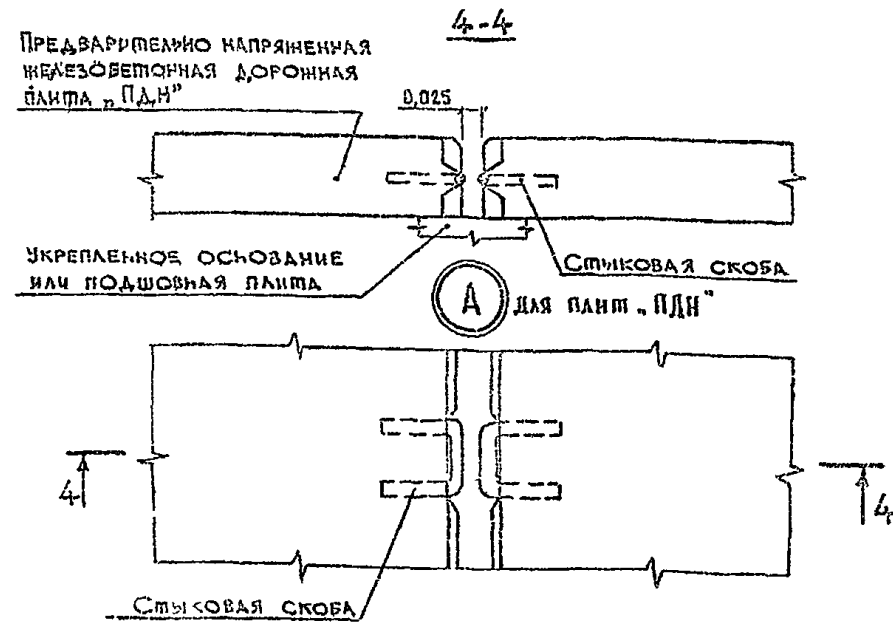 4-4
ПРЕДВАРИТЕЛЬНО НАПРЯЖЕННАЯ
ЖЕЛЕЗОБЕТОННАЯ ДОРОЖНАЯ
ПЛИТА „ПДН"
0,025
УКРЕПЛЕННОЕ ОСНОВАНИЕ
ИЛИ ПОДШОВНАЯ ПЛИТА
СТЫКОВАЯ СКОБА
А ДЛЯ ПЛИТ „ПДН"
4
4
СТЫКОВАЯ СКОБА